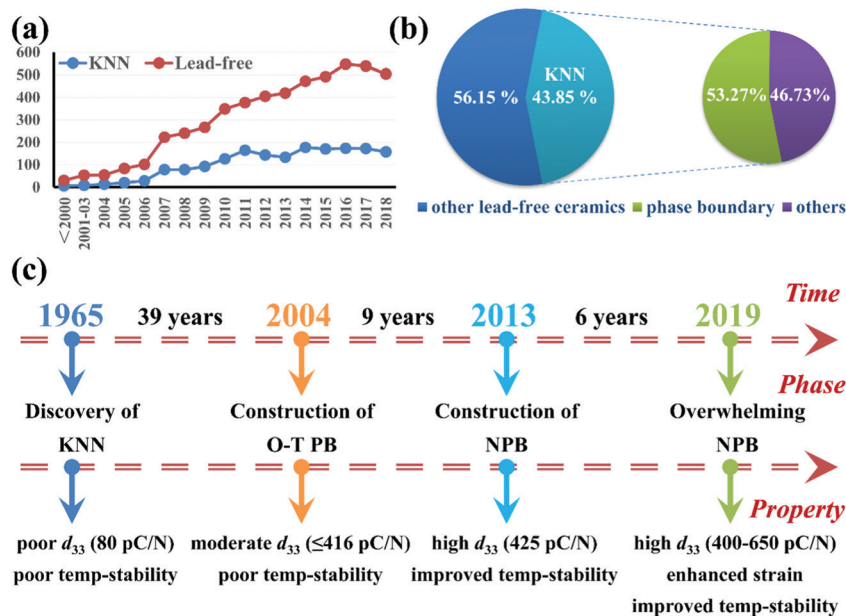 (a)
KNN Lead-free
600
500
400
300
200
100
0
<2000
2001-03
2004
2005
2006
2007
2008
2009
2010
2011
2012
2013
2014
2015
2016
2017
2018
(b)
56.15 %
KNN
43.85 %
53.27% 46.73%
other lead-free ceramics phase boundary others
(c)
Time
1965 39 years 2004 9 years 2013 6 years 2019
Phase
Discovery of Construction of Construction of Overwhelming
KNN O-T PB NPB NPB
Property
poor d33 (80 pC/N) moderate d33 (≤416 pC/N) high d33 (425 pC/N) high d33 (400-650 pC/N)
poor temp-stability poor temp-stability improved temp-stability enhanced strain
improved temp-stability